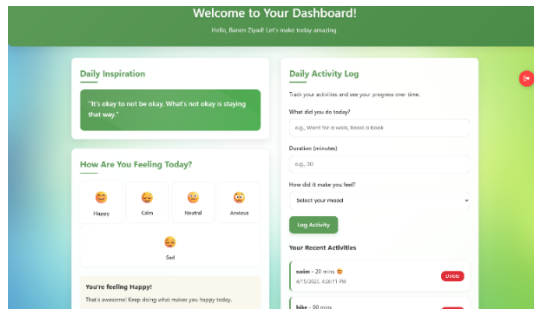 Welcome to Your Dashboard!
Hello, Banen Ziyad! Let's make today amazing
Daily Inspiration
"It's okay to not be okay. What's not okay is staying
that way."
How Are You Feeling Today?
Happy
Calm
Neutral
Anxious
Sad
You're feeling Happy!
That's awesome! Keep doing what makes you happy today.
Daily Activity Log
Track your activities and see your progress over time.
What did you do today?
e.g., Went for a walk, Read a book
Duration (minutes)
e.g., 30
How did it make you feel?
Select your mood
Log Activity
Your Recent Activities
swim - 20 mins
4/15/2025, 4:26:11 PM
Delete
bike - 90 mins